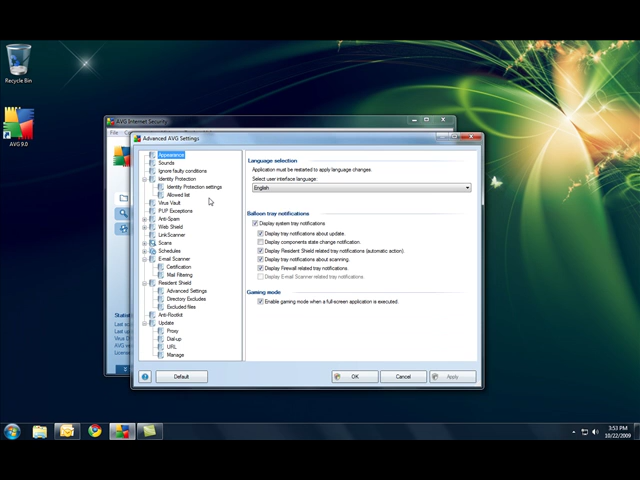 Recycle Bin
AVG 9.0
AVG Internet Security
File
Advanced AVG Settings
Appearance
Sounds
Ignore faulty conditions
Identity Protection
Identity Protection settings
Allowed list
Virus Vault
PUP Exceptions
Anti-Spam
Web Shield
LinkScanner
Scans
Schedules
E-mail Scanner
Certification
Mail Filtering
Resident Shield
Advanced Settings
Directory Excludes
Excluded files
Anti-Rootkit
Update
Proxy
Dial-up
URL
Manage
Language selection
Application must be restarted to apply language changes.
Select user interface language:
English
Balloon tray notifications
Display system tray notifications
Display tray notifications about update.
Display components state change notification.
Display Resident Shield related tray notifications (automatic action).
Display tray notifications about scanning.
Display Firewall related tray notifications
Display E-mail Scanner related tray notifications
Gaming mode
Enable gaming mode when a full-screen application is executed.
Default
OK
Cancel
Apply
Last
Last
Virus
AVG
3:53 PM
10/22/2009